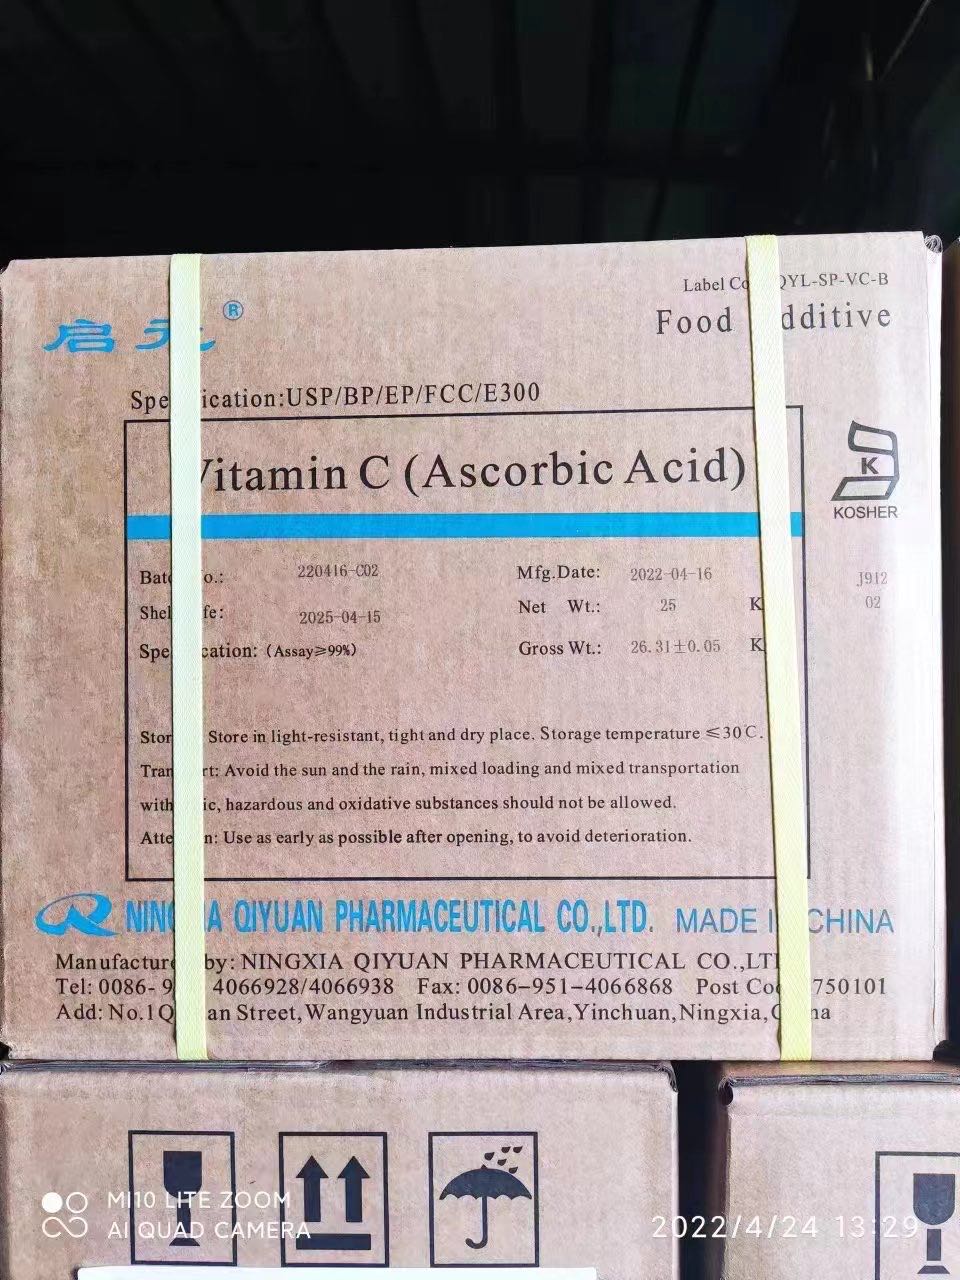 Label Co QYL-SP-VC-B
启元®
Food dditive
Spe ication:USP/BP/EP/FCC/E300
Vitamin C (Ascorbic Acid)
K
KOSHER
Bat o.: 220416-C02 Mfg.Date: 2022-04-16
J912
Shel fe: 2025-04-15 Net Wt.: 25 K
02
Spe cation: (Assay≥99%) Gross Wt.: 26.31±0.05 K
Stor Store in light-resistant, tight and dry place. Storage temperature ≤30℃.
Tran rt: Avoid the sun and the rain, mixed loading and mixed transportation
with ic, hazardous and oxidative substances should not be allowed.
Atte n: Use as early as possible after opening, to avoid deterioration.
NING A QIYUAN PHARMACEUTICAL CO.,LTD. MADE I CHINA
Manufacture by: NINGXIA QIYUAN PHARMACEUTICAL CO.,LT
Tel: 0086-9 4066928/4066938 Fax: 0086-951-4066868 Post Co 750101
Add: No.1Q an Street,Wangyuan Industrial Area,Yinchuan,Ningxia,C na
MI10 LITE ZOOM
AI QUAD CAMERA
2022/4/24 13:29